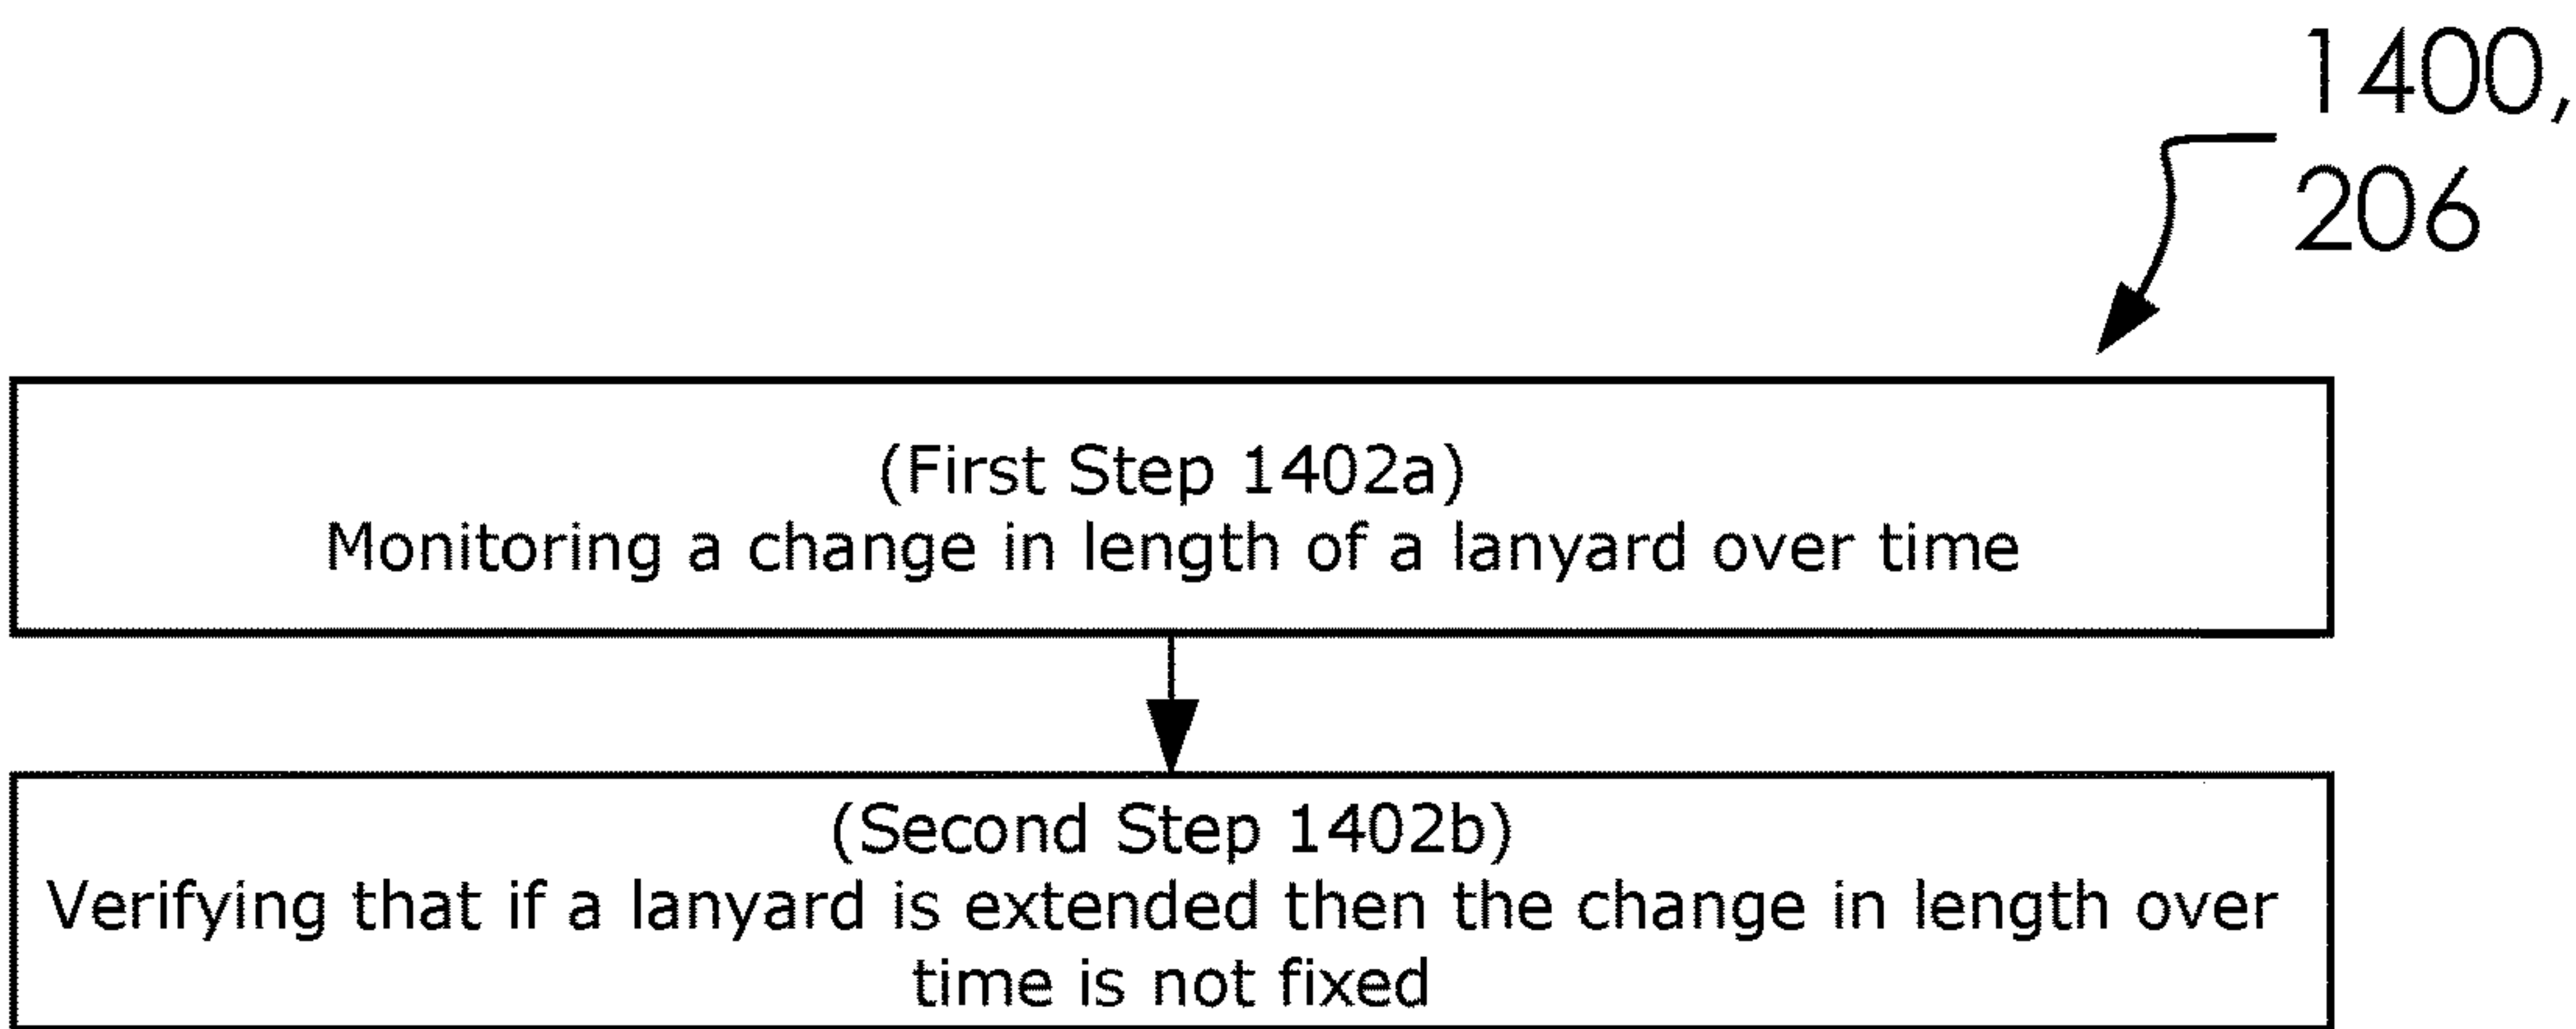 1400,
206
(First Step 1402a)
Monitoring a change in length of a lanyard over time
(Second Step 1402b)
Verifying that if a lanyard is extended then the change in length over
time is not fixed